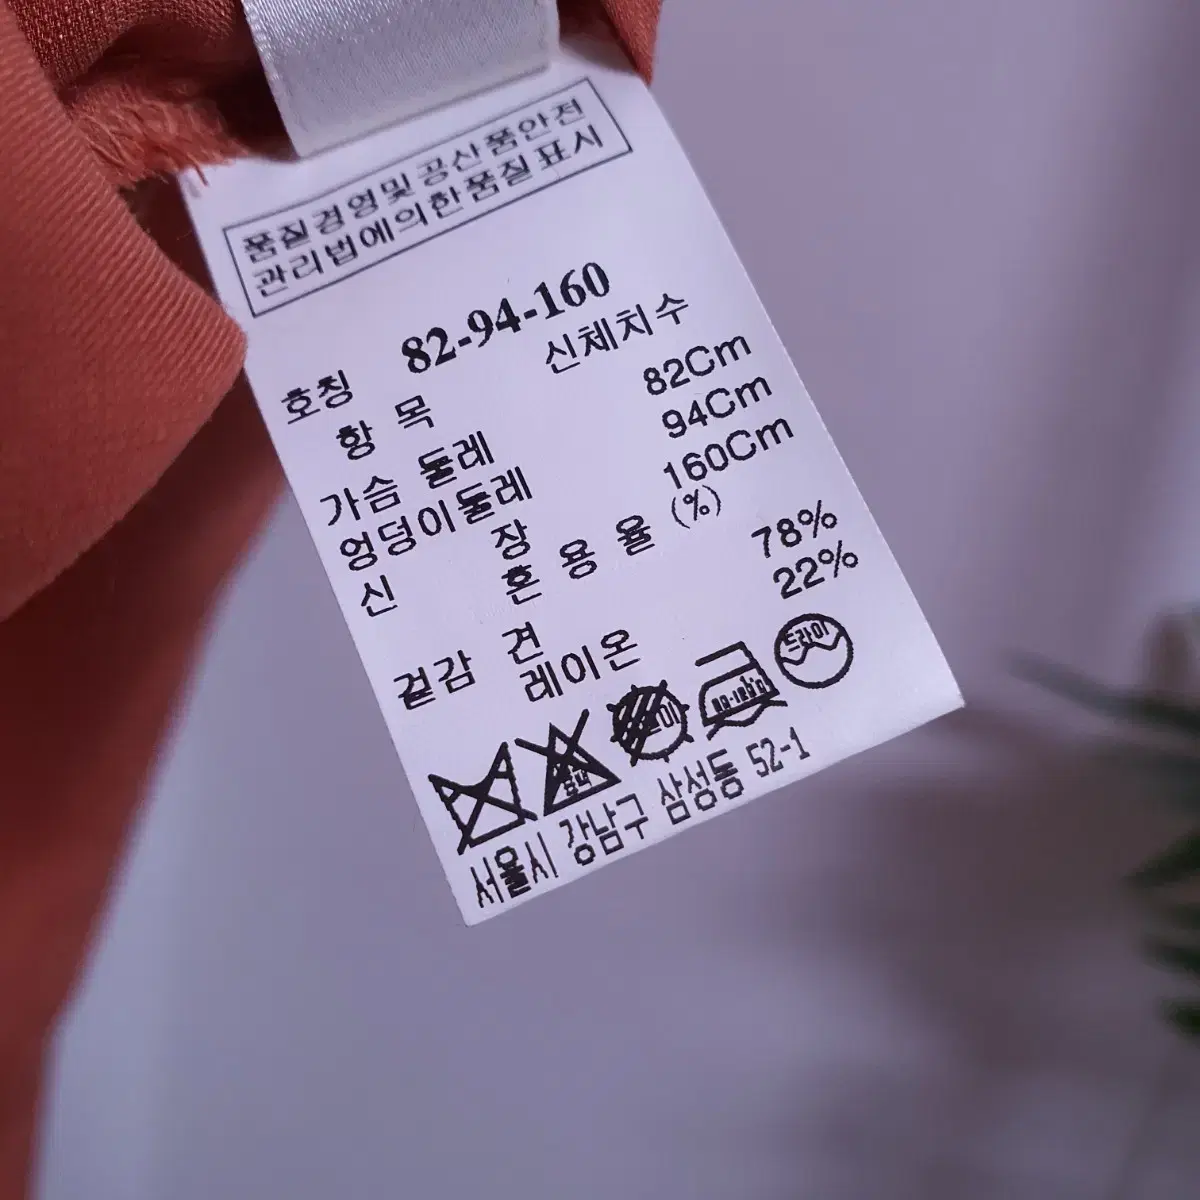 품질경영및 공산품안전
관리법에의한품질표시
호칭 82-94-160
항 목 신체치수
가슴 둘레 82Cm
엉덩이둘레 94Cm
신 장 160Cm
혼 용 율 (%)
겉감 견 78%
레이온 22%
드라이
서울시 강남구 삼성동 52-1